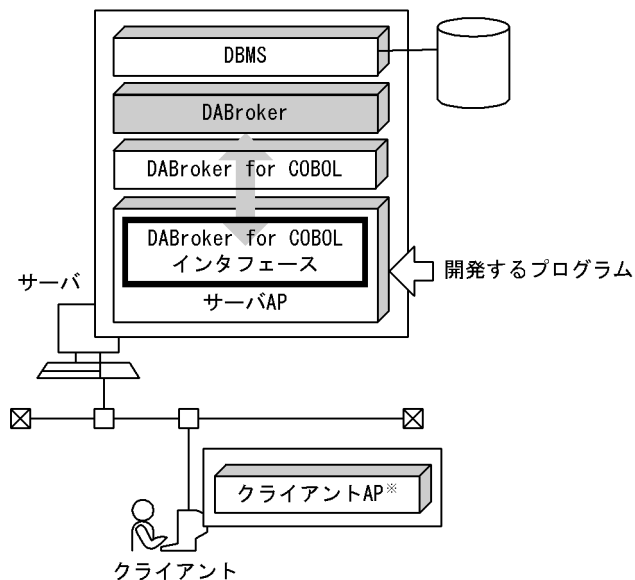 DBMS
DABroker
DABroker for COBOL
DABroker for COBOL
インタフェース
サーバAP
開発するプログラム
サーバ
クライアントAP※
クライアント